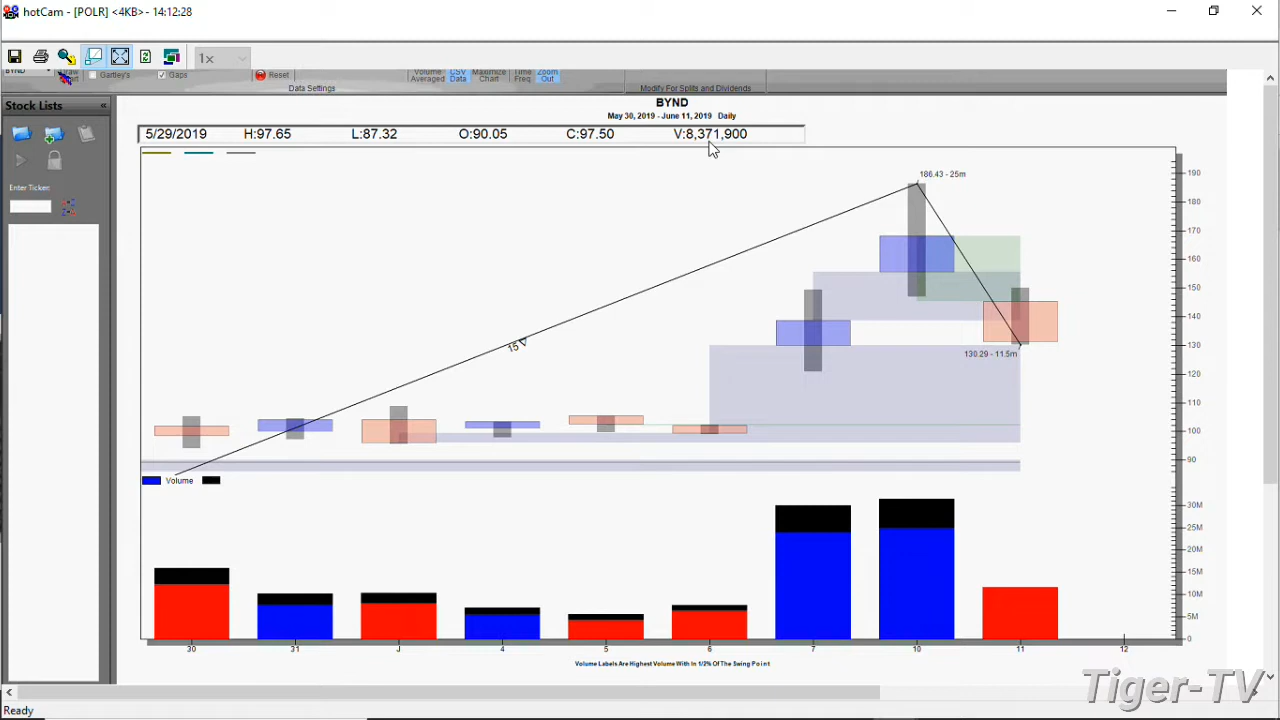 hotCam - [POLR] <4KB> - 14:12:28
1x
BYND
Draw
Gartley's
Gaps
Reset
Volume Averaged
CSV Data
Maximize Chart
Time Freq
Zoom Out
Data Settings
Modify For Splits and Dividends
Stock Lists «
Enter Ticker:
BYND
May 30, 2019 - June 11, 2019 Daily
5/29/2019 H:97.65 L:87.32 O:90.05 C:97.50 V:8,371,900
186.43 - 25m
15
130.29 - 11.5m
190
180
170
160
150
140
130
120
110
100
90
Volume
30M
25M
20M
15M
10M
5M
0
30 31 J 4 5 6 7 10 11 12
Volume Labels Are Highest Volume With In 1/2% Of The Swing Point
Tiger-TV
Ready